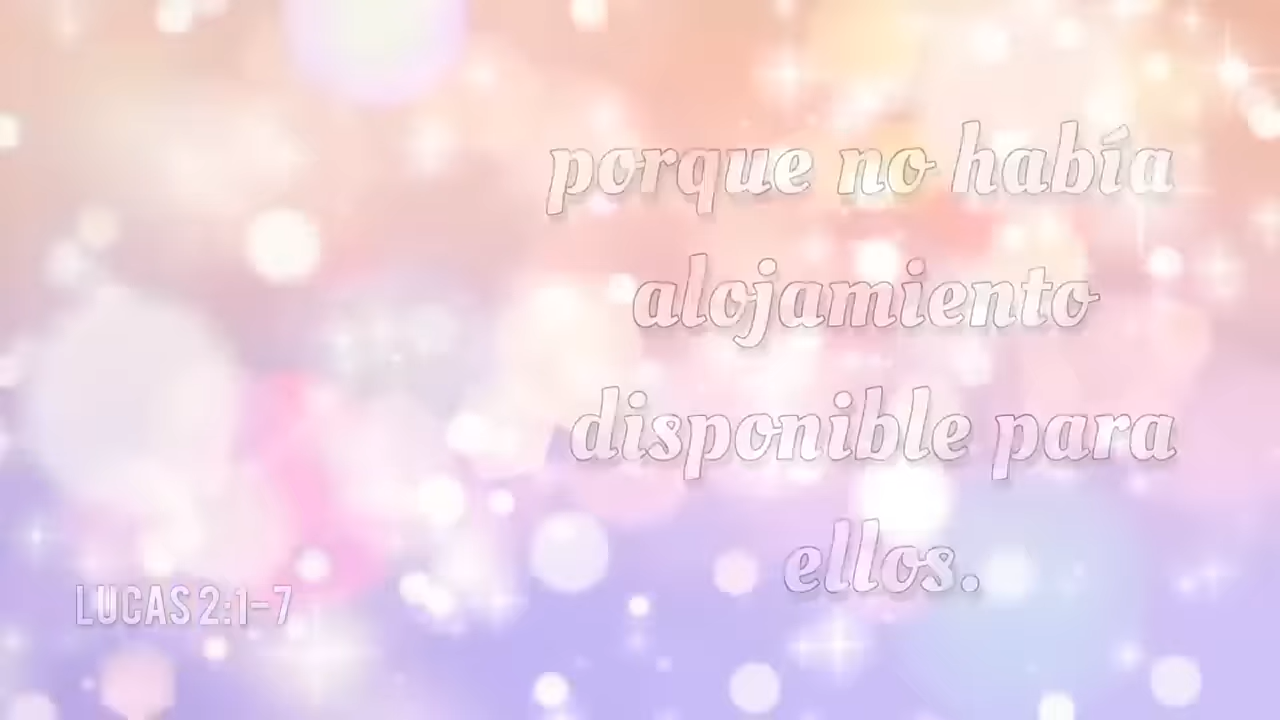 porque no había
alojamiento
disponible para
ellos.
LUCAS 2:1-7